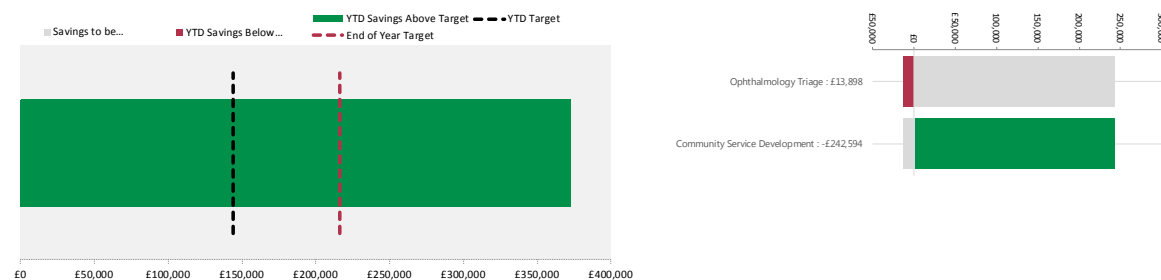 YTD Savings Above Target
YTD Target
Savings to be…
YTD Savings Below…
End of Year Target
£0
£50,000
£100,000
£150,000
£200,000
£250,000
£300,000
£350,000
£400,000
£50,000
£0
£50,000
100,000
150,000
200,000
250,000
Ophthalmology Triage : £13,898
Community Service Development : -£242,594